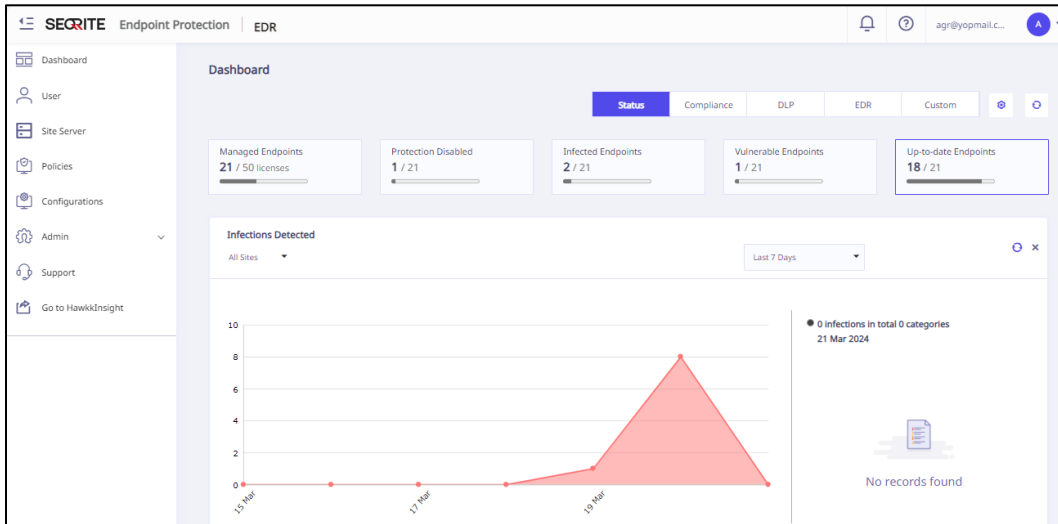 SEQRITE Endpoint Protection EDR
agr@yopmail.c...
A
Dashboard
User
Site Server
Policies
Configurations
Admin
Support
Go to HawkkInsight
Dashboard
Status Compliance DLP EDR Custom
Managed Endpoints
21 / 50 licenses
Protection Disabled
1 / 21
Infected Endpoints
2 / 21
Vulnerable Endpoints
1 / 21
Up-to-date Endpoints
18 / 21
Infections Detected
All Sites
Last 7 Days
10
8
6
4
2
0
15 Mar
17 Mar
19 Mar
0 infections in total 0 categories
21 Mar 2024
No records found